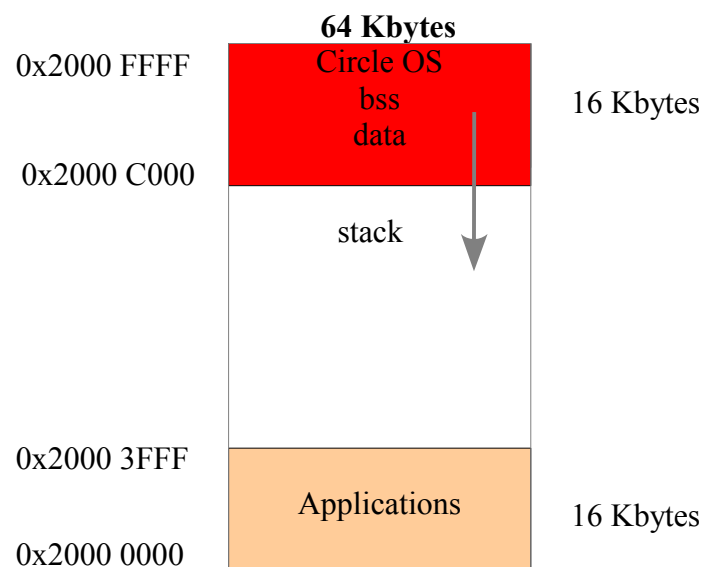 64 Kbytes
0x2000 FFFF
Circle OS
bss
data
16 Kbytes
0x2000 C000
stack
0x2000 3FFF
Applications
16 Kbytes
0x2000 0000